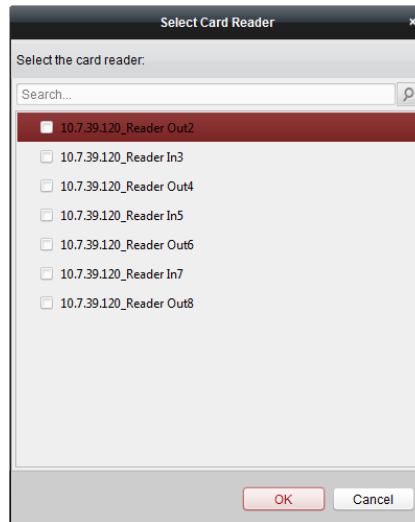 Select Card Reader
Select the card reader:
Search...
10.7.39.120_Reader Out2
10.7.39.120_Reader In3
10.7.39.120_Reader Out4
10.7.39.120_Reader In5
10.7.39.120_Reader Out6
10.7.39.120_Reader In7
10.7.39.120_Reader Out8
OK Cancel